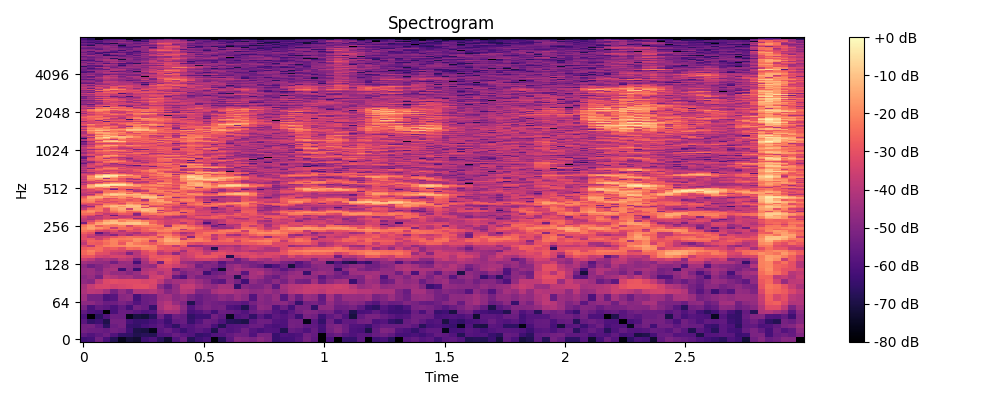 Spectrogram
+0 dB
4096
-10 dB
2048
-20 dB
1024
-30 dB
Hz
512
-40 dB
256
-50 dB
128
-60 dB
64
-70 dB
0
-80 dB
0 0.5 1 1.5 2 2.5
Time